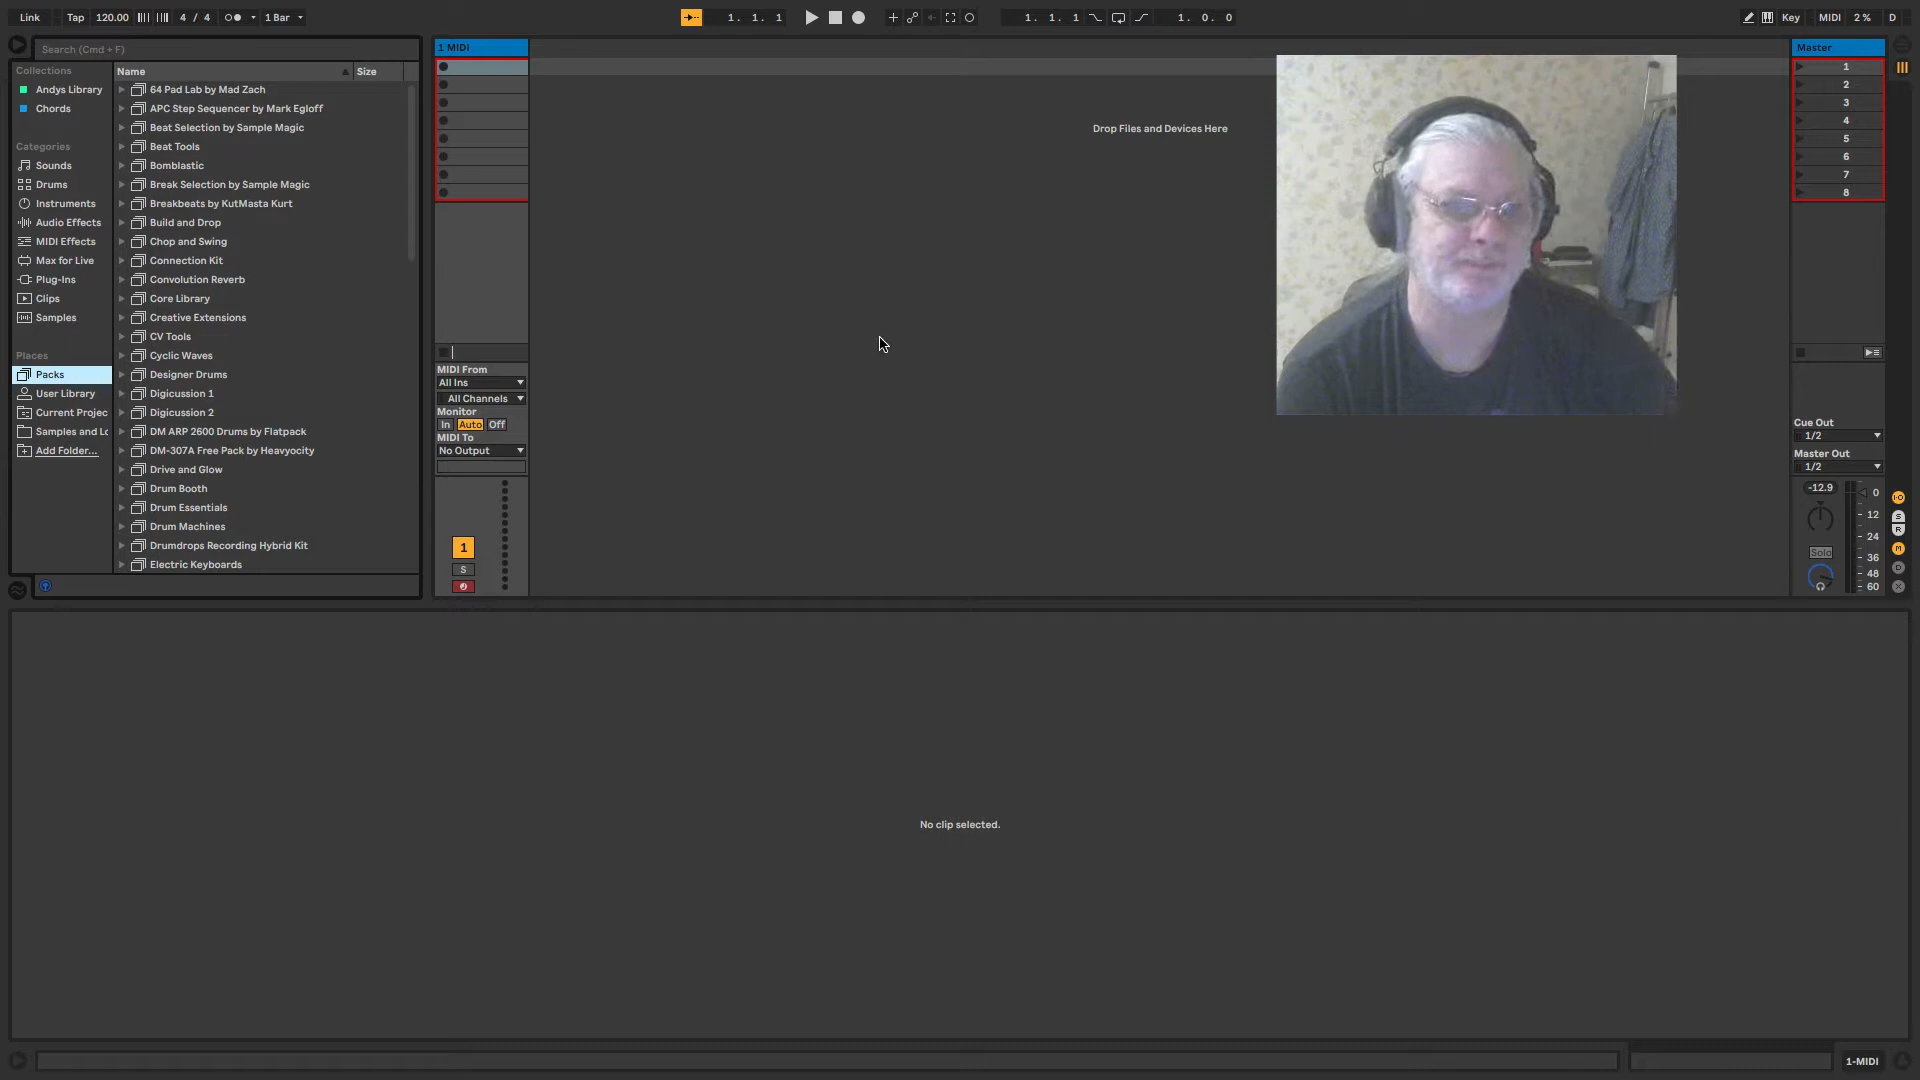 Link
Tap
120.00
4 / 4
1 Bar
1. 1. 1
1. 1. 1
1. 0. 0
Key
MIDI
2 %
D
Search (Cmd + F)
Collections
Andys Library
Chords
Categories
Sounds
Drums
Instruments
Audio Effects
MIDI Effects
Max for Live
Plug-Ins
Clips
Samples
Places
Packs
User Library
Current Projec
Samples and Lo
Add Folder...
Name
Size
64 Pad Lab by Mad Zach
APC Step Sequencer by Mark Egloff
Beat Selection by Sample Magic
Beat Tools
Bomblastic
Break Selection by Sample Magic
Breakbeats by KutMasta Kurt
Build and Drop
Chop and Swing
Connection Kit
Convolution Reverb
Core Library
Creative Extensions
CV Tools
Cyclic Waves
Designer Drums
Digicussion 1
Digicussion 2
DM ARP 2600 Drums by Flatpack
DM-307A Free Pack by Heavyocity
Drive and Glow
Drum Booth
Drum Essentials
Drum Machines
Drumdrops Recording Hybrid Kit
Electric Keyboards
1 MIDI
MIDI From
All Ins
All Channels
Monitor
In
Auto
Off
MIDI To
No Output
1
S
Drop Files and Devices Here
Master
1
2
3
4
5
6
7
8
Cue Out
1/2
Master Out
1/2
-12.9
0
12
24
36
48
60
Solo
S
R
M
D
X
No clip selected.
1-MIDI